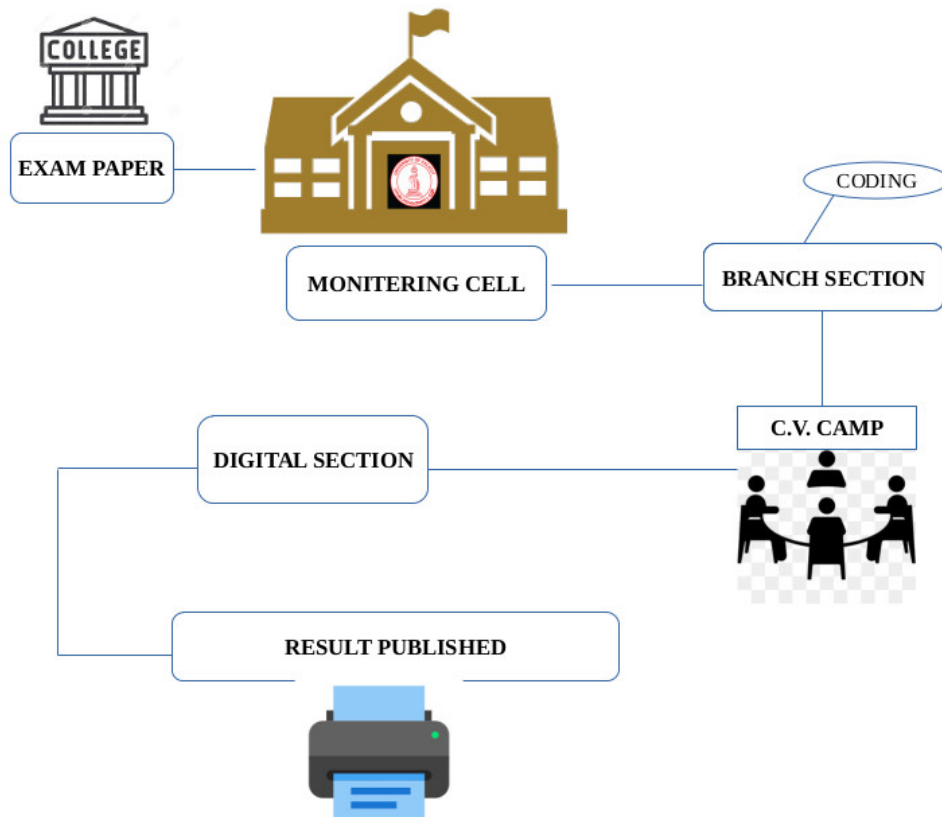 COLLEGE
EXAM PAPER
CODING
MONITERING CELL
BRANCH SECTION
C.V. CAMP
DIGITAL SECTION
RESULT PUBLISHED